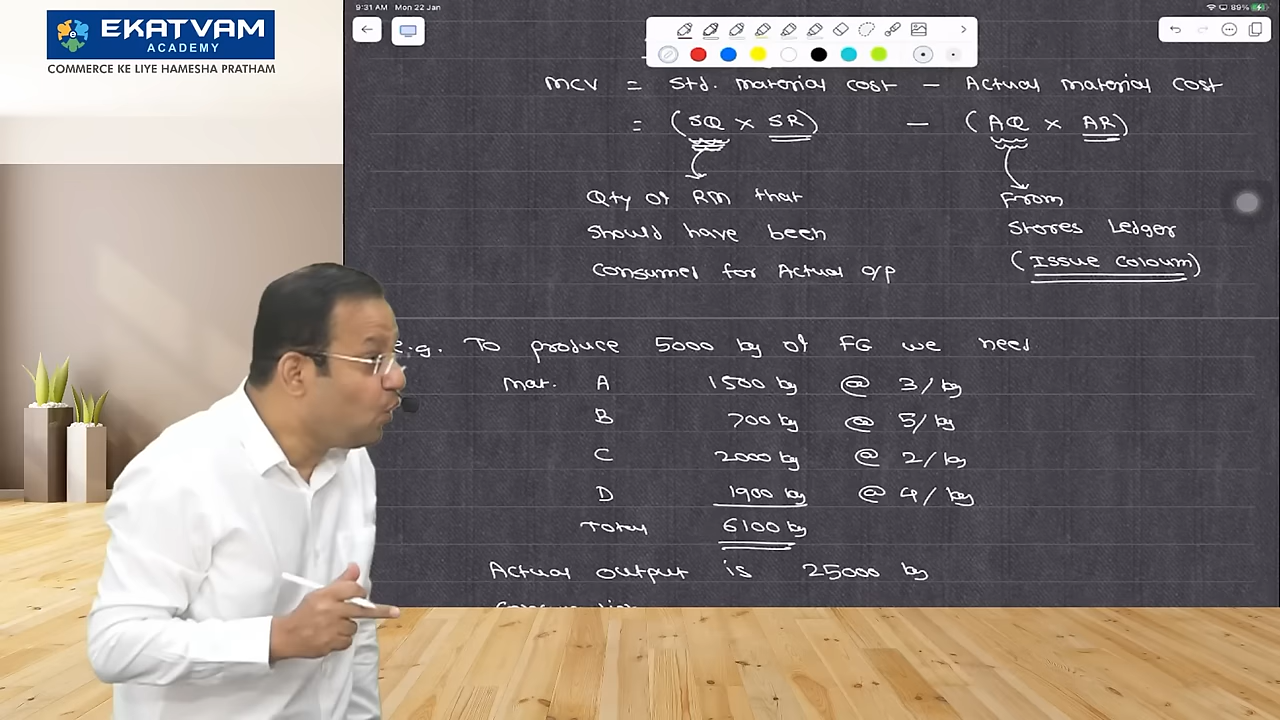 EKATVAM
ACADEMY
COMMERCE KE LIYE HAMESHA PRATHAM
9:31 AM Mon 22 Jan
89%
MCV = Std. material cost - Actual material cost
= (SQ × SR) - (AQ × AR)
Qty of RM that
should have been
consumed for Actual o/p
From
Stores Ledger
(Issue Coloum)
e.g. To produce 5000 kg of FG we need
Mat. A 1500 kg @ 3/kg
B 700 kg @ 5/kg
C 2000 kg @ 2/kg
D 1900 kg @ 4/kg
Total 6100 kg
Actual output is 25000 kg